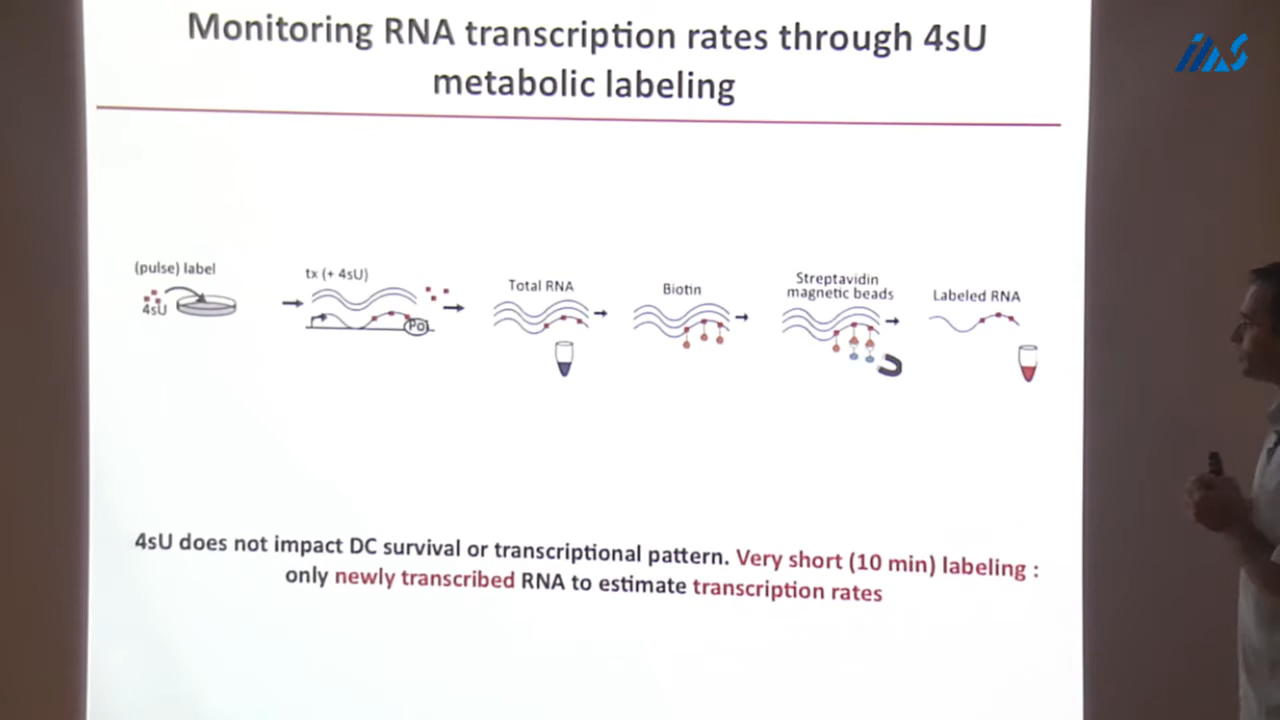 Monitoring RNA transcription rates through 4sU
metabolic labeling
(pulse) label
4sU
tx (+ 4sU)
Pol
Total RNA
Biotin
Streptavidin
magnetic beads
Labeled RNA
4sU does not impact DC survival or transcriptional pattern. Very short (10 min) labeling :
only newly transcribed RNA to estimate transcription rates